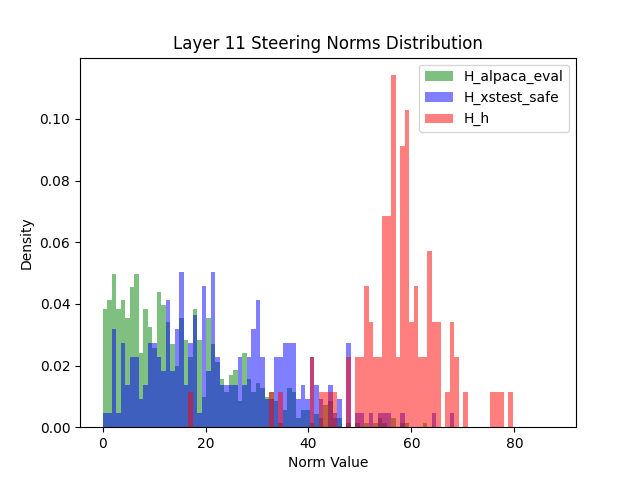 Layer 11 Steering Norms Distribution
H_alpaca_eval
H_xstest_safe
H_h
Density
0.10
0.08
0.06
0.04
0.02
0.00
0
20
40
60
80
Norm Value